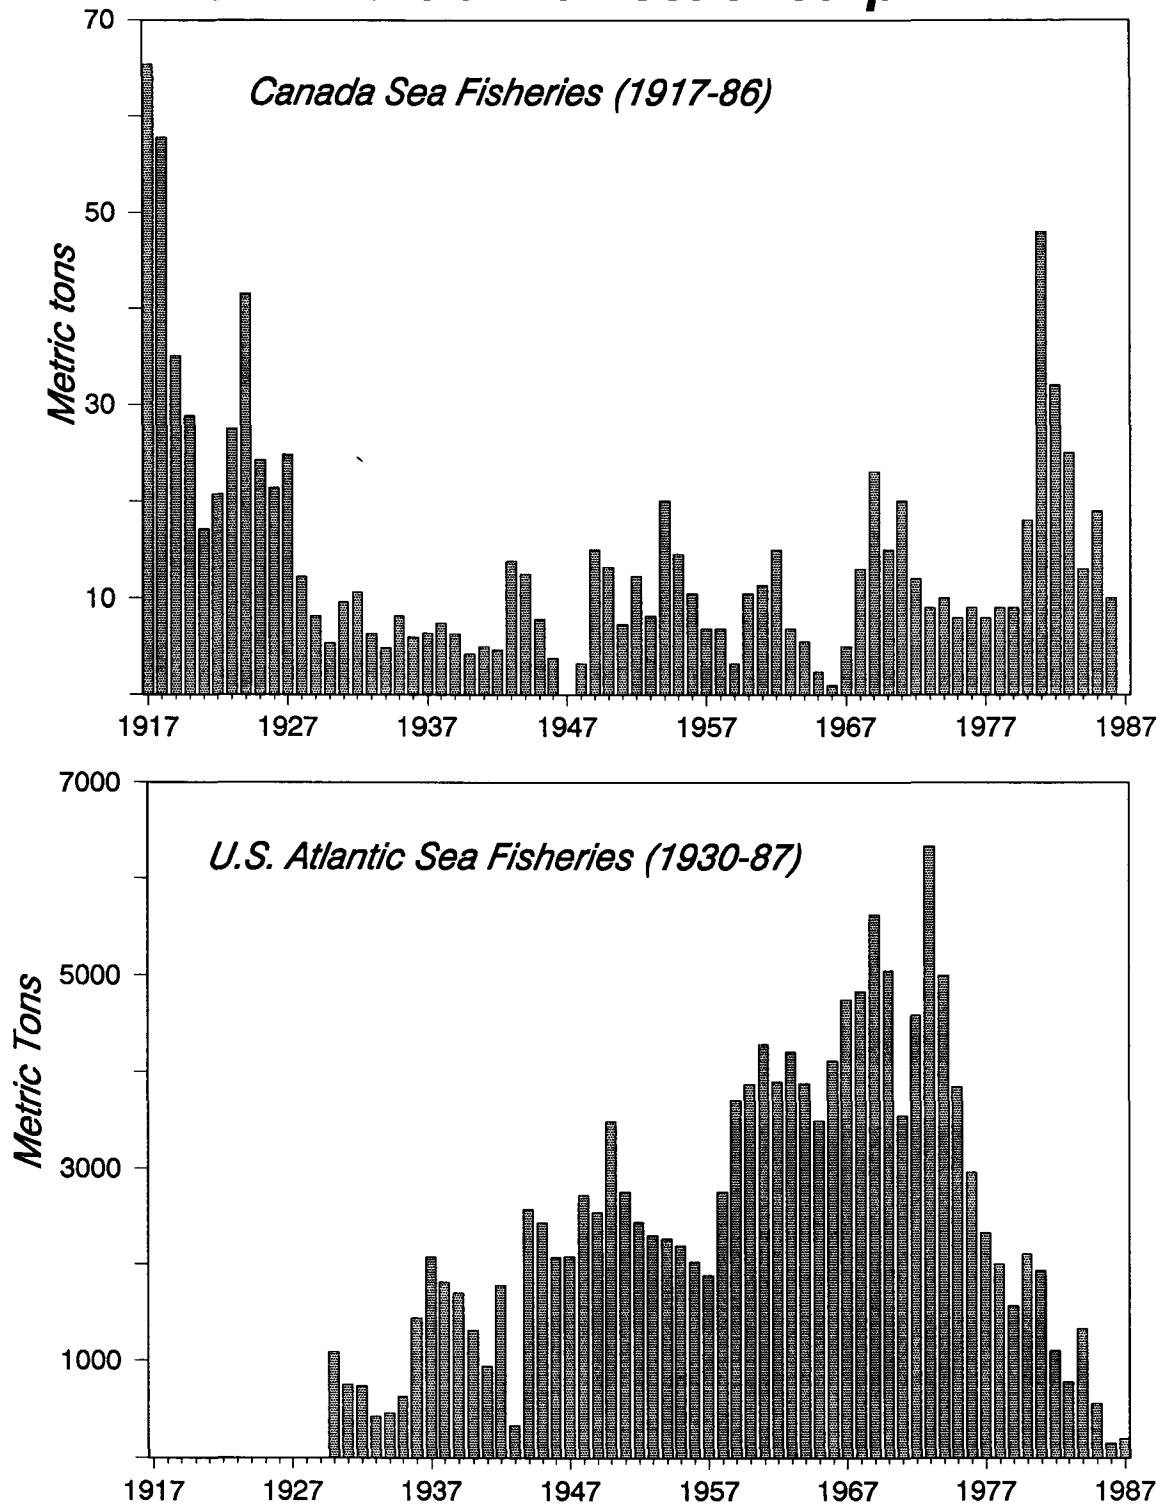 70
Canada Sea Fisheries (1917-86)
50
Metric tons
30
10
1917 1927 1937 1947 1957 1967 1977 1987
7000
U.S. Atlantic Sea Fisheries (1930-87)
5000
Metric Tons
3000
1000
1917 1927 1937 1947 1957 1967 1977 1987